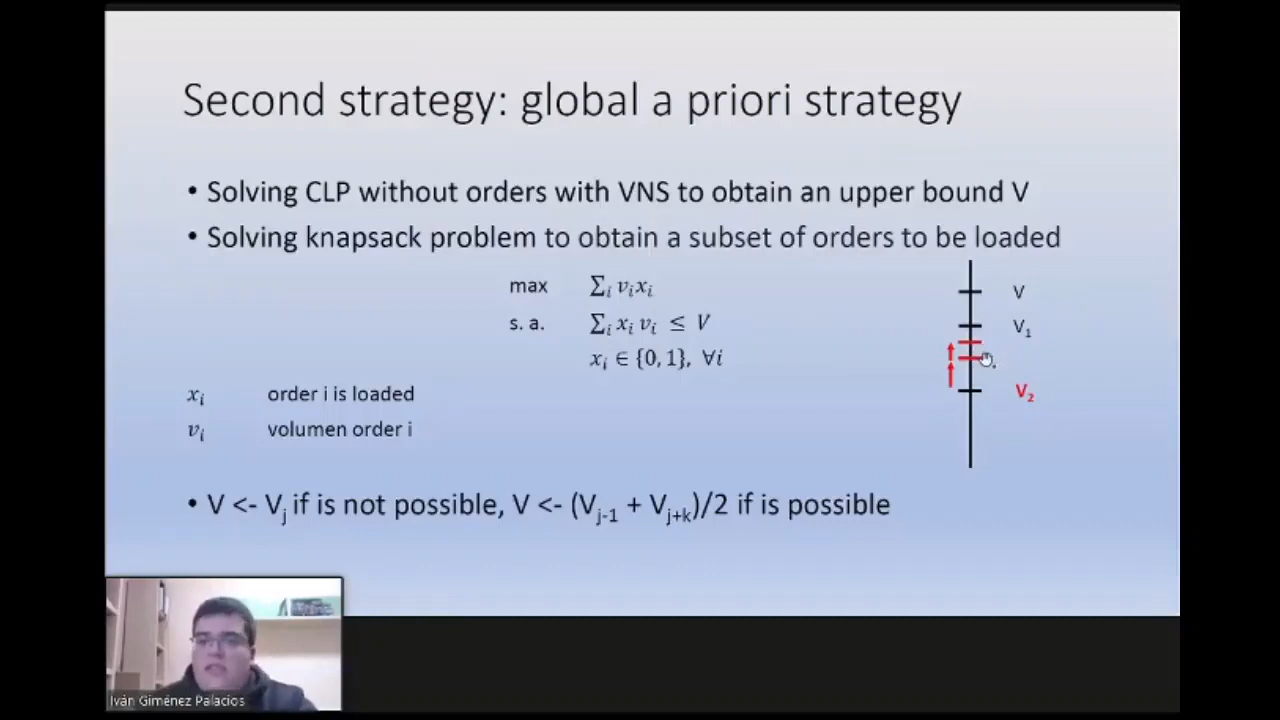 Second strategy: global a priori strategy
• Solving CLP without orders with VNS to obtain an upper bound V
• Solving knapsack problem to obtain a subset of orders to be loaded
max ∑ᵢ vᵢxᵢ
s. a. ∑ᵢ xᵢ vᵢ ≤ V
xᵢ ∈ {0, 1}, ∀i
V
V₁
V₂
xᵢ order i is loaded
vᵢ volumen order i
• V <- Vⱼ if is not possible, V <- (Vⱼ₋₁ + Vⱼ₊ₖ)/2 if is possible
Iván Giménez Palacios